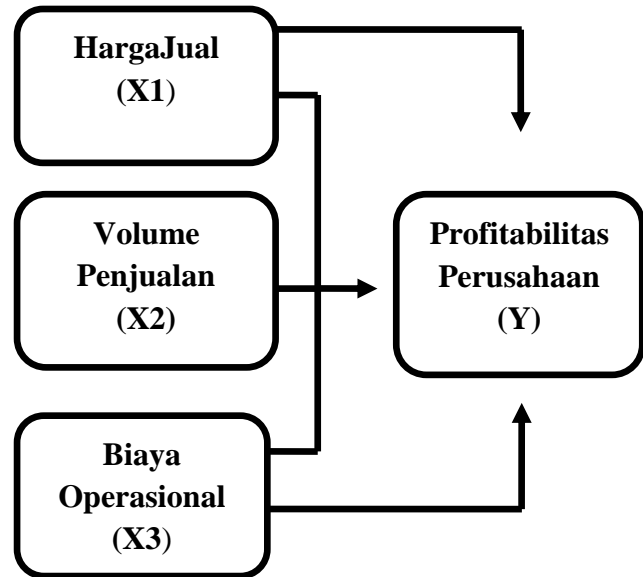 HargaJual
(X1)
Volume
Penjualan
(X2)
Profitabilitas
Perusahaan
(Y)
Biaya
Operasional
(X3)